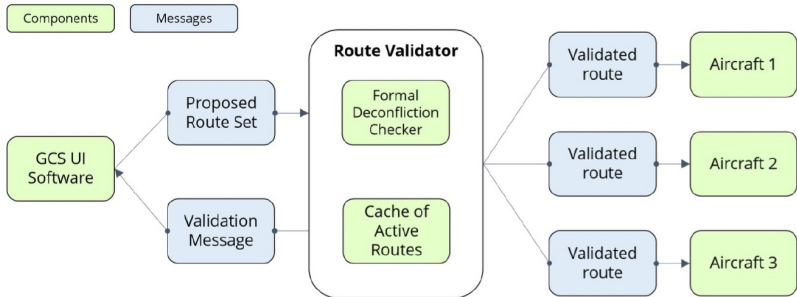 Components
Messages
Route Validator
Proposed
Route Set
Formal
Deconfliction
Checker
GCS UI
Software
Validation
Message
Cache of
Active
Routes
Validated
route
Aircraft 1
Validated
route
Aircraft 2
Validated
route
Aircraft 3